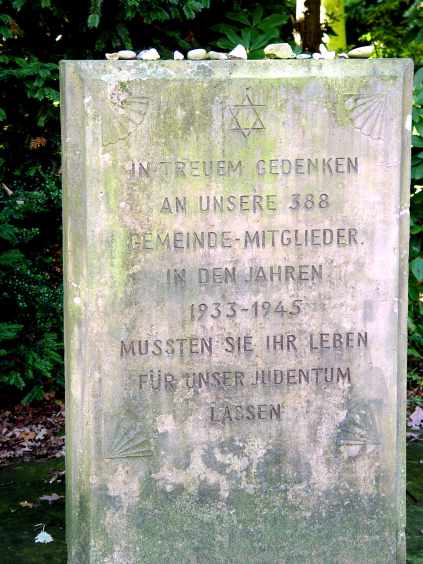 IN TREUEM GEDENKEN
AN UNSERE 388
GEMEINDE-MITGLIEDER.
IN DEN JAHREN
1933-1945
MUSSTEN SIE IHR LEBEN
FÜR UNSER JUDENTUM
LASSEN